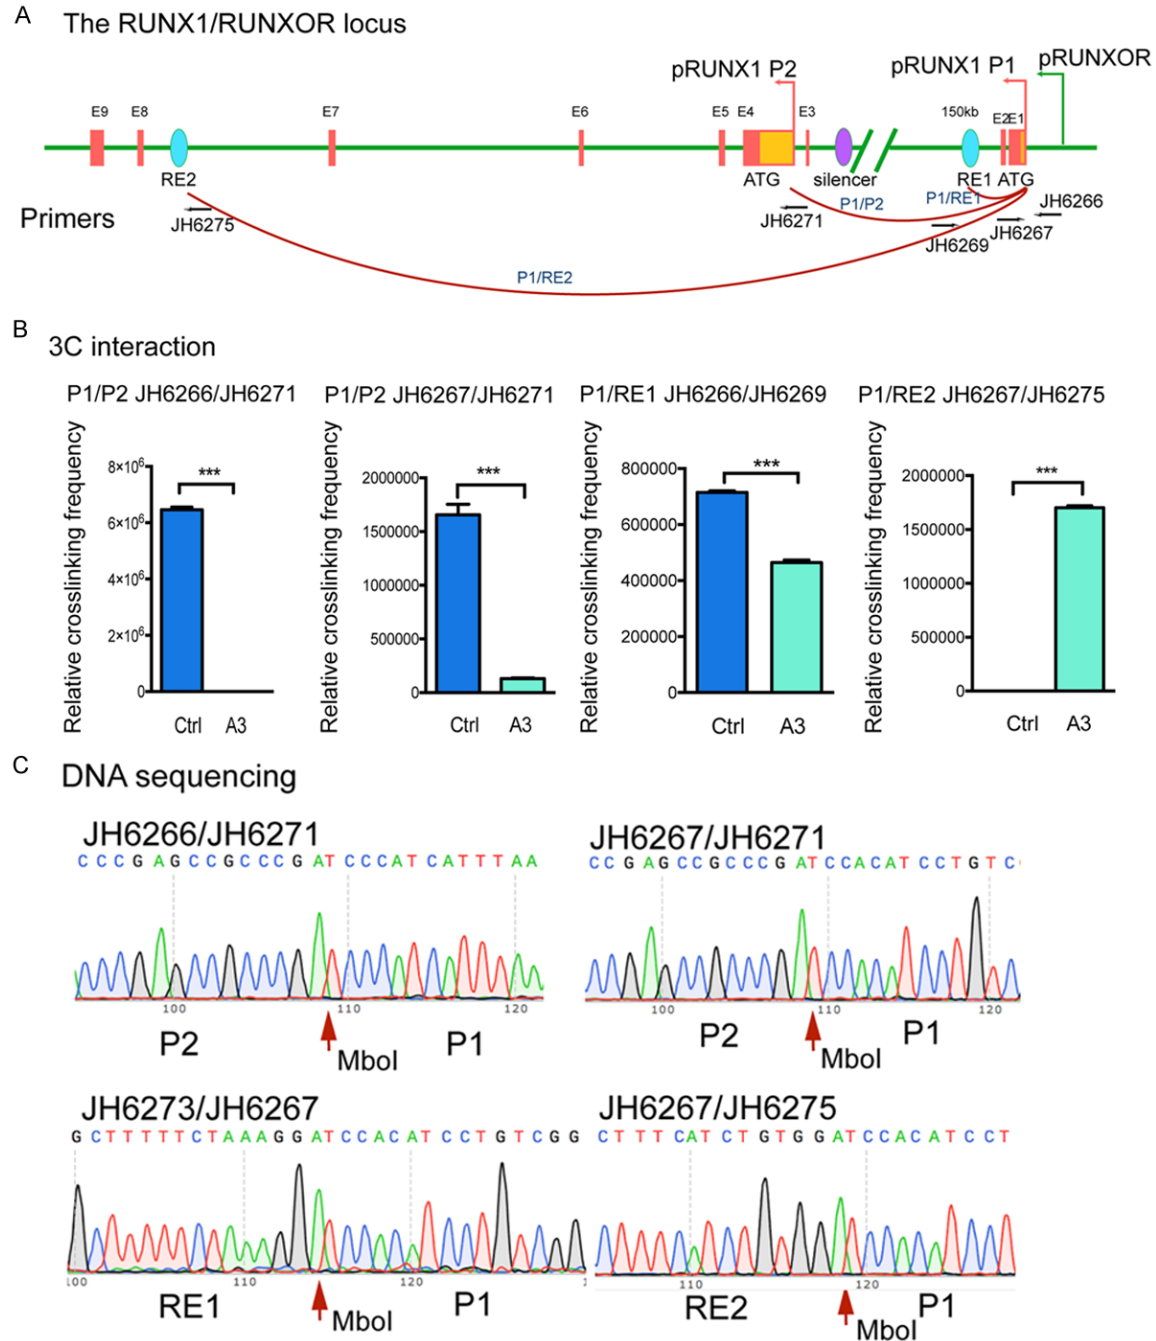 A
The RUNX1/RUNXOR locus
pRUNX1 P2
pRUNX1 P1
pRUNXOR
E9
E8
E7
E6
E5
E4
E3
150kb
E2
E1
RE2
ATG
silencer
RE1
ATG
P1/P2
P1/RE1
JH6266
Primers
JH6275
JH6271
JH6269
JH6267
P1/RE2
B
3C interaction
P1/P2 JH6266/JH6271
P1/P2 JH6267/JH6271
P1/RE1 JH6266/JH6269
P1/RE2 JH6267/JH6275
Relative crosslinking frequency
8×10⁶
6×10⁶
4×10⁶
2×10⁶
0
***
Ctrl
A3
Relative crosslinking frequency
2000000
1500000
1000000
500000
0
***
Ctrl
A3
Relative crosslinking frequency
800000
600000
400000
200000
0
***
Ctrl
A3
Relative crosslinking frequency
2000000
1500000
1000000
500000
0
***
Ctrl
A3
C
DNA sequencing
JH6266/JH6271
C C C G A G C C G C C C G A T C C C A T C A T T T A A
100
110
120
P2
MboI
P1
JH6267/JH6271
C C G A G C C G C C C G A T C C A C A T C C T G T C
100
110
120
P2
MboI
P1
JH6273/JH6267
G C T T T T T C T A A A G G A T C C A C A T C C T G T C G G
100
110
120
RE1
MboI
P1
JH6267/JH6275
C T T T C A T C T G T G G A T C C A C A T C C T
110
120
RE2
MboI
P1